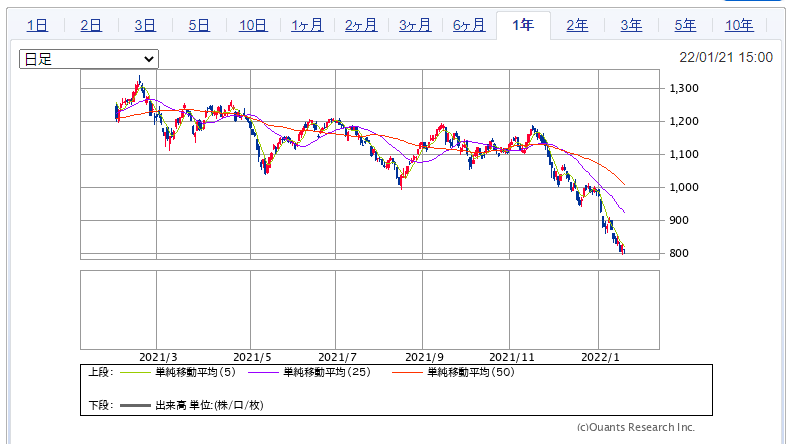 1日 2日 3日 5日 10日 1ヶ月 2ヶ月 3ヶ月 6ヶ月 1年 2年 3年 5年 10年
日足 22/01/21 15:00
1,300
1,200
1,100
1,000
900
800
2021/3 2021/5 2021/7 2021/9 2021/11 2022/1
上段: 単純移動平均(5) 単純移動平均(25) 単純移動平均(50)
下段: 出来高 単位:(株/口/枚)
(c)Quants Research Inc.